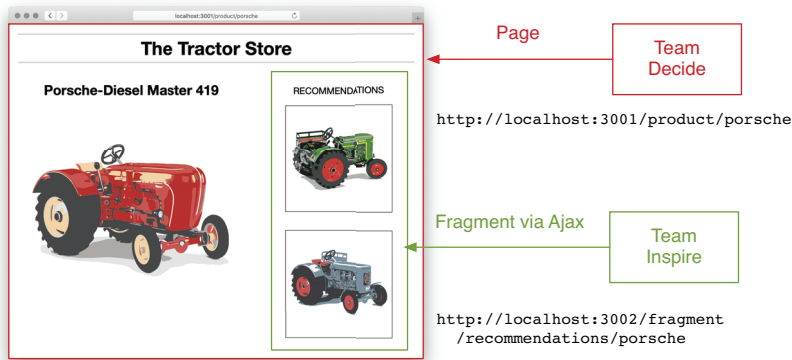 localhost:3001/product/porsche
The Tractor Store
Porsche-Diesel Master 419
RECOMMENDATIONS
Page
Team
Decide
http://localhost:3001/product/porsche
Fragment via Ajax
Team
Inspire
http://localhost:3002/fragment
/recommendations/porsche